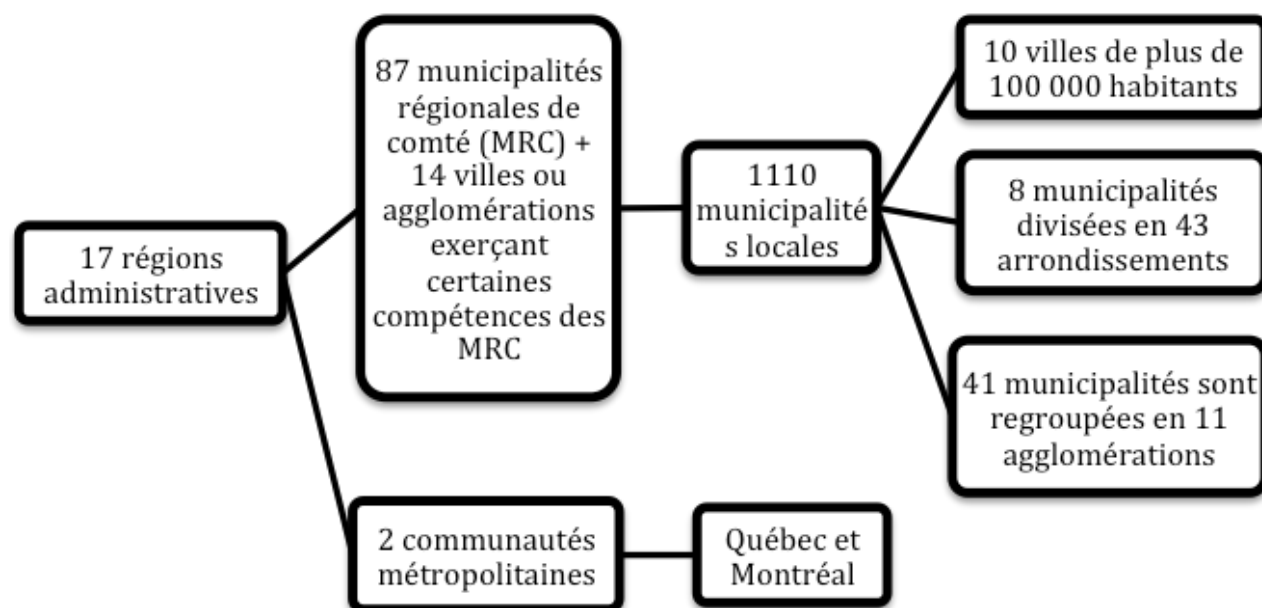 17 régions
administratives
87 municipalités
régionales de
comté (MRC) +
14 villes ou
agglomérations
exerçant
certaines
compétences des
MRC
1110
municipalité
s locales
10 villes de plus de
100 000 habitants
8 municipalités
divisées en 43
arrondissements
41 municipalités sont
regroupées en 11
agglomérations
2 communautés
métropolitaines
Québec et
Montréal